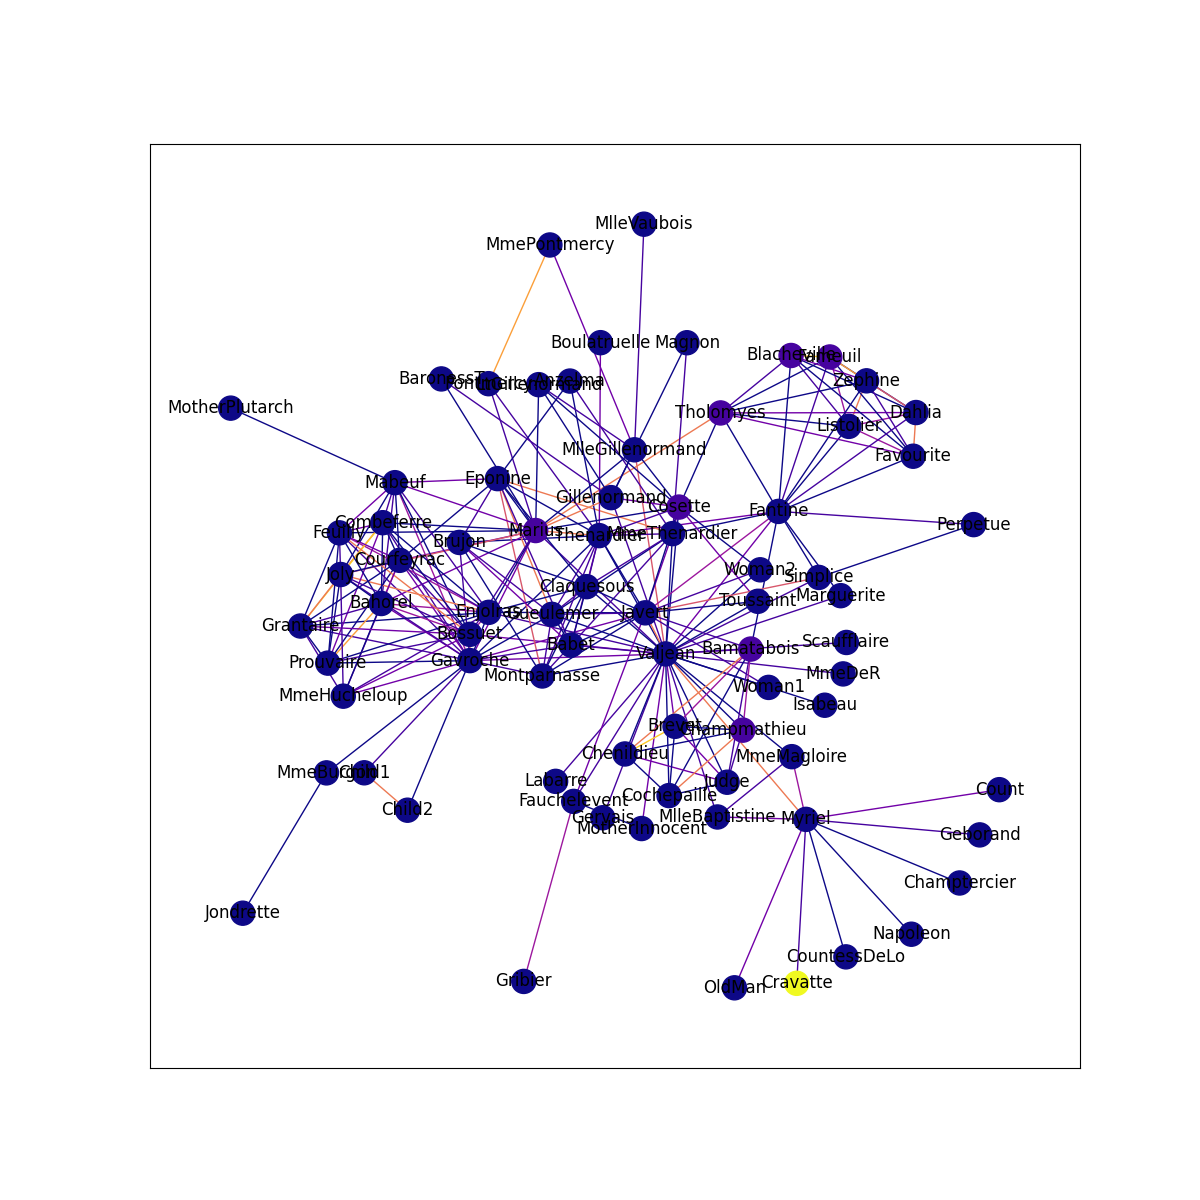 MlleVaubois
MmePontmercy
Boulatruelle
Magnon
Blacheville
Fameuil
BaronessT
Pontmercy
LtGillenormand
Anzelma
Zephine
MotherPlutarch
Tholomyes
Dahlia
Listolier
MlleGillenormand
Favourite
Eponine
Mabeuf
Gillenormand
Cosette
Fantine
Combeferre
Perpetue
Feuilly
Marius
Thenardier
MmeThenardier
Brujon
Courfeyrac
Woman2
Joly
Simplice
Claquesous
Marguerite
Toussaint
Bahorel
Enjolras
Gueulemer
Javert
Grantaire
Bossuet
Babet
Scaufflaire
Bamatabois
Valjean
Prouvaire
Gavroche
Montparnasse
MmeDeR
Woman1
MmeHucheloup
Isabeau
Brevet
Champmathieu
Chenildieu
MmeMagloire
MmeBurgon
Child1
Labarre
Judge
Count
Cochepaille
Fauchelevent
Child2
Gervais
MlleBaptistine
Myriel
MotherInnocent
Geborand
Champtercier
Jondrette
Napoleon
CountessDeLo
Gribier
Cravatte
OldMan